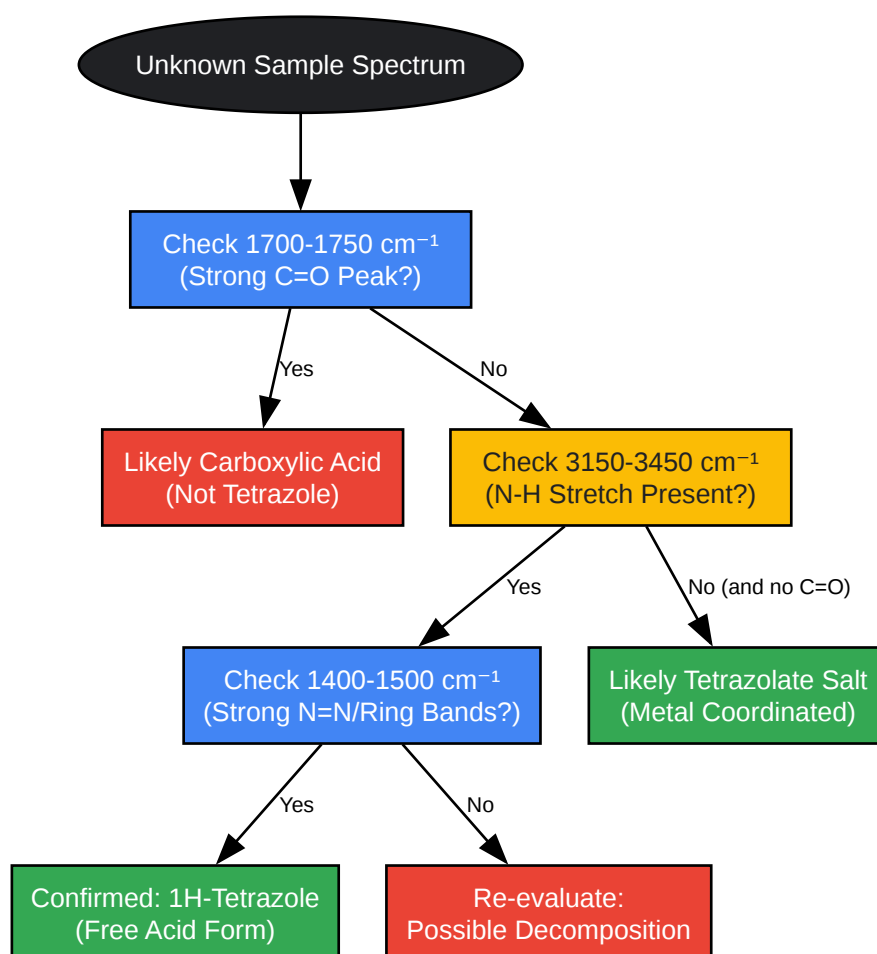 Unknown Sample Spectrum
Check 1700-1750 cm⁻¹
(Strong C=O Peak?)
Yes
No
Likely Carboxylic Acid
(Not Tetrazole)
Check 3150-3450 cm⁻¹
(N-H Stretch Present?)
Yes
No (and no C=O)
Check 1400-1500 cm⁻¹
(Strong N=N/Ring Bands?)
Likely Tetrazolate Salt
(Metal Coordinated)
Yes
No
Confirmed: 1H-Tetrazole
(Free Acid Form)
Re-evaluate:
Possible Decomposition